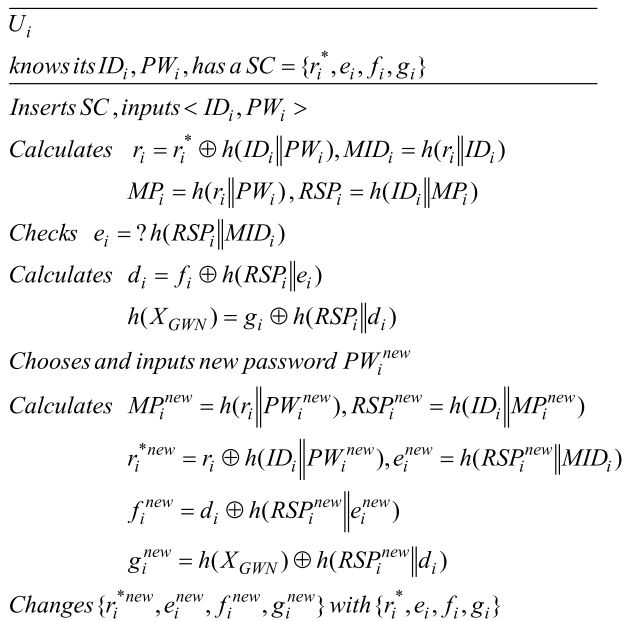 U_i
knows its ID_i, PW_i, has a SC = {r_i^*, e_i, f_i, g_i}
Inserts SC, inputs < ID_i, PW_i >
Calculates r_i = r_i^* ⊕ h(ID_i‖PW_i), MID_i = h(r_i‖ID_i)
MP_i = h(r_i‖PW_i), RSP_i = h(ID_i‖MP_i)
Checks e_i = ? h(RSP_i‖MID_i)
Calculates d_i = f_i ⊕ h(RSP_i‖e_i)
h(X_GWN) = g_i ⊕ h(RSP_i‖d_i)
Chooses and inputs new password PW_i^new
Calculates MP_i^new = h(r_i‖PW_i^new), RSP_i^new = h(ID_i‖MP_i^new)
r_i^*new = r_i ⊕ h(ID_i‖PW_i^new), e_i^new = h(RSP_i^new‖MID_i)
f_i^new = d_i ⊕ h(RSP_i^new‖e_i^new)
g_i^new = h(X_GWN) ⊕ h(RSP_i^new‖d_i)
Changes {r_i^*new, e_i^new, f_i^new, g_i^new} with {r_i^*, e_i, f_i, g_i}